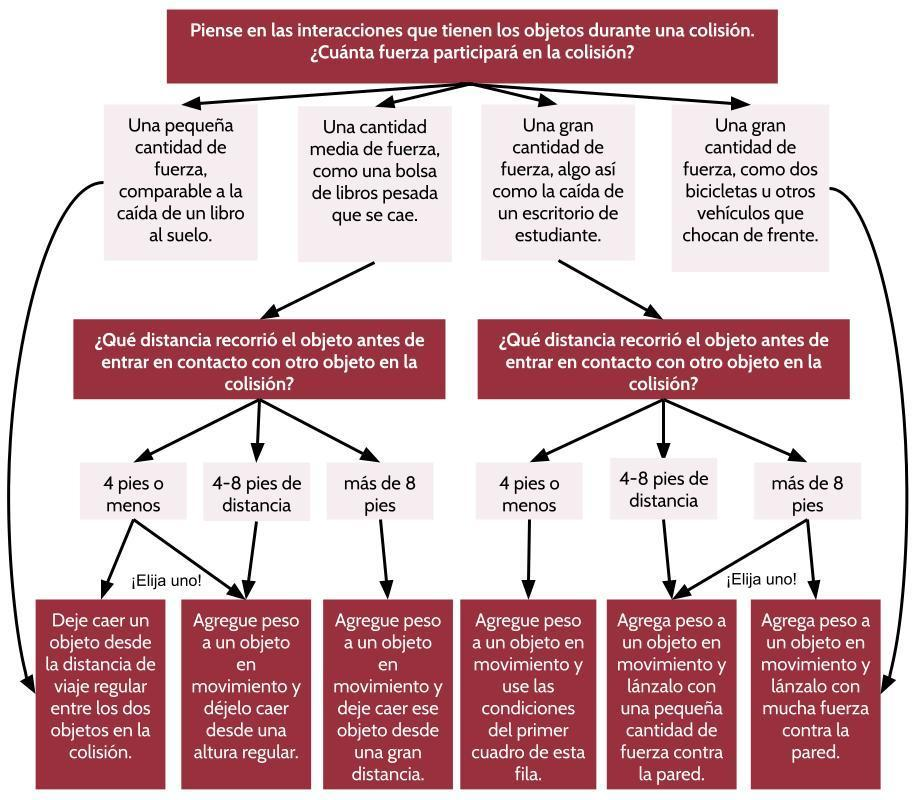 Piense en las interacciones que tienen los objetos durante una colisión.
¿Cuánta fuerza participará en la colisión?
Una pequeña
cantidad de
fuerza,
comparable a la
caída de un libro
al suelo.
Una cantidad
media de fuerza,
como una bolsa
de libros pesada
que se cae.
Una gran
cantidad de
fuerza, algo así
como la caída de
un escritorio de
estudiante.
Una gran
cantidad de
fuerza, como dos
bicicletas u otros
vehículos que
chocan de frente.
¿Qué distancia recorrió el objeto antes de
entrar en contacto con otro objeto en la
colisión?
¿Qué distancia recorrió el objeto antes de
entrar en contacto con otro objeto en la
colisión?
4 pies o
menos
4-8 pies de
distancia
más de 8
pies
4 pies o
menos
4-8 pies de
distancia
más de 8
pies
¡Elija uno!
¡Elija uno!
Deje caer un
objeto desde
la distancia de
viaje regular
entre los dos
objetos en la
colisión.
Agregue peso
a un objeto
en
movimiento y
déjelo caer
desde una
altura regular.
Agregue peso
a un objeto
en
movimiento y
deje caer ese
objeto desde
una gran
distancia.
Agregue peso
a un objeto en
movimiento y
use las
condiciones
del primer
cuadro de esta
fila.
Agrega peso a
un objeto en
movimiento y
lánzalo con
una pequeña
cantidad de
fuerza contra
la pared.
Agrega peso a
un objeto en
movimiento y
lánzalo con
mucha fuerza
contra la
pared.